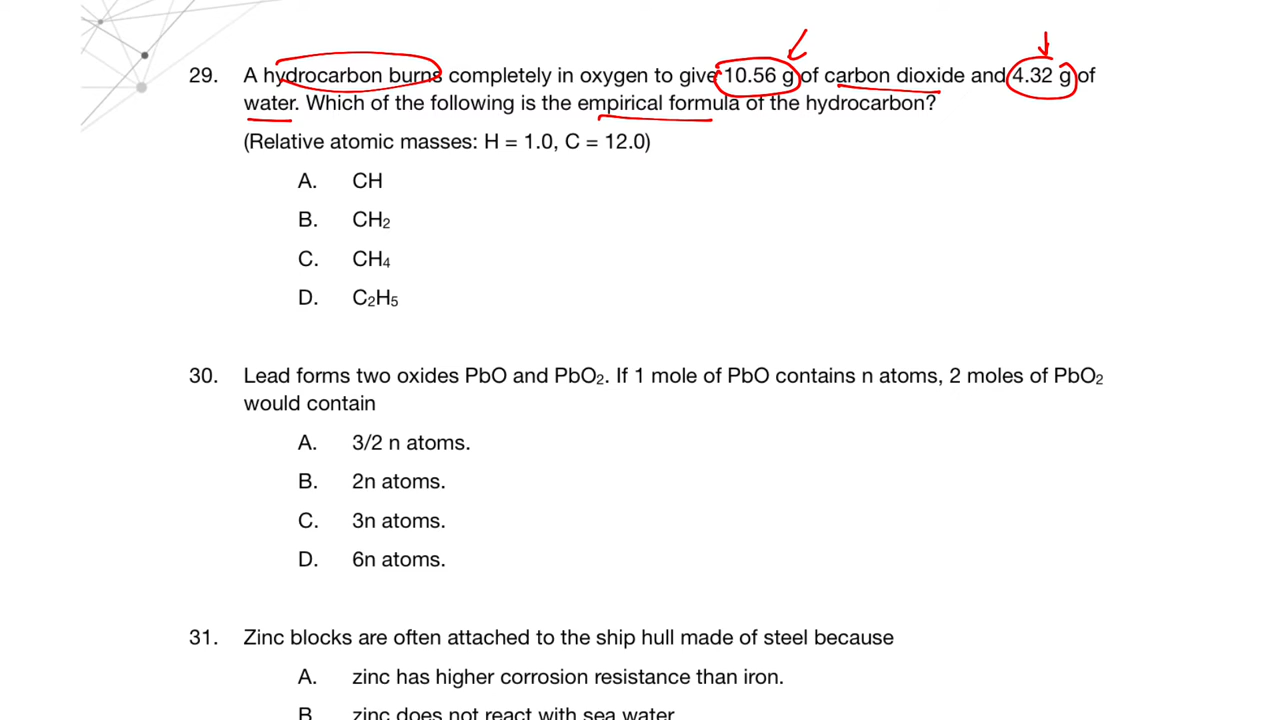 29. A hydrocarbon burns completely in oxygen to give 10.56 g of carbon dioxide and 4.32 g of
water. Which of the following is the empirical formula of the hydrocarbon?
(Relative atomic masses: H = 1.0, C = 12.0)
A. CH
B. CH₂
C. CH₄
D. C₂H₅
30. Lead forms two oxides PbO and PbO₂. If 1 mole of PbO contains n atoms, 2 moles of PbO₂
would contain
A. 3/2 n atoms.
B. 2n atoms.
C. 3n atoms.
D. 6n atoms.
31. Zinc blocks are often attached to the ship hull made of steel because
A. zinc has higher corrosion resistance than iron.
B. zinc does not react with sea water